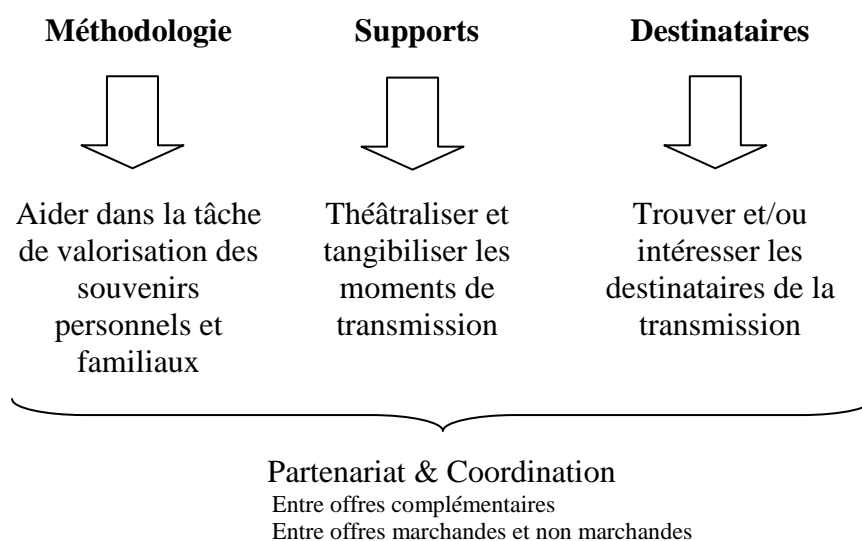 Méthodologie
Supports
Destinataires
Aider dans la tâche
de valorisation des
souvenirs
personnels et
familiaux
Théâtraliser et
tangibiliser les
moments de
transmission
Trouver et/ou
intéresser les
destinataires de la
transmission
Partenariat & Coordination
Entre offres complémentaires
Entre offres marchandes et non marchandes